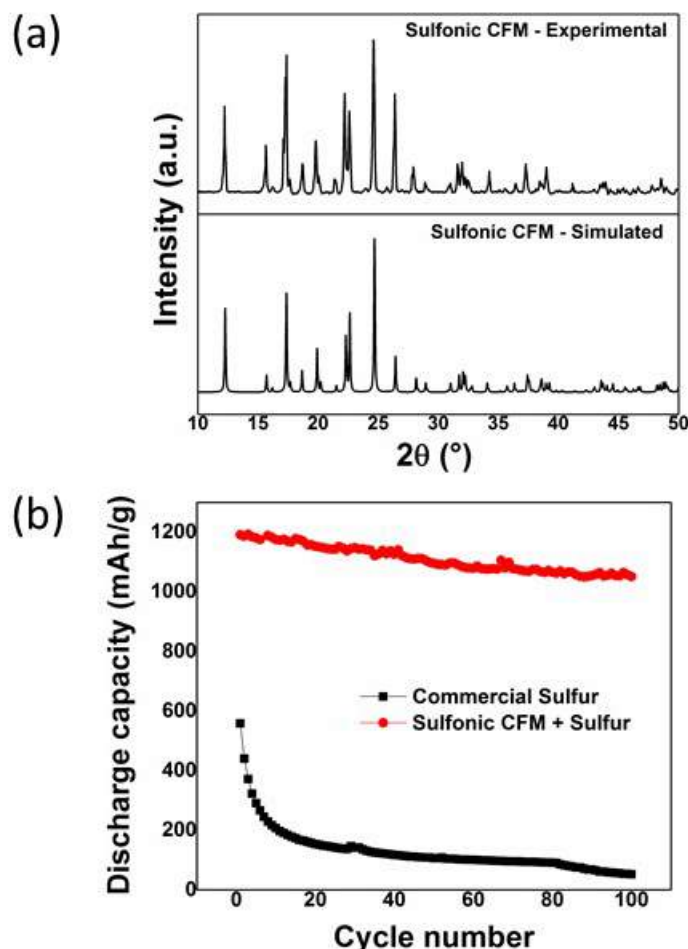 (a)
Sulfonic CFM - Experimental
Sulfonic CFM - Simulated
Intensity (a.u.)
10 15 20 25 30 35 40 45 50
2θ (°)
(b)
1200
1000
800
600
400
200
0
Discharge capacity (mAh/g)
Commercial Sulfur
Sulfonic CFM + Sulfur
0 20 40 60 80 100
Cycle number